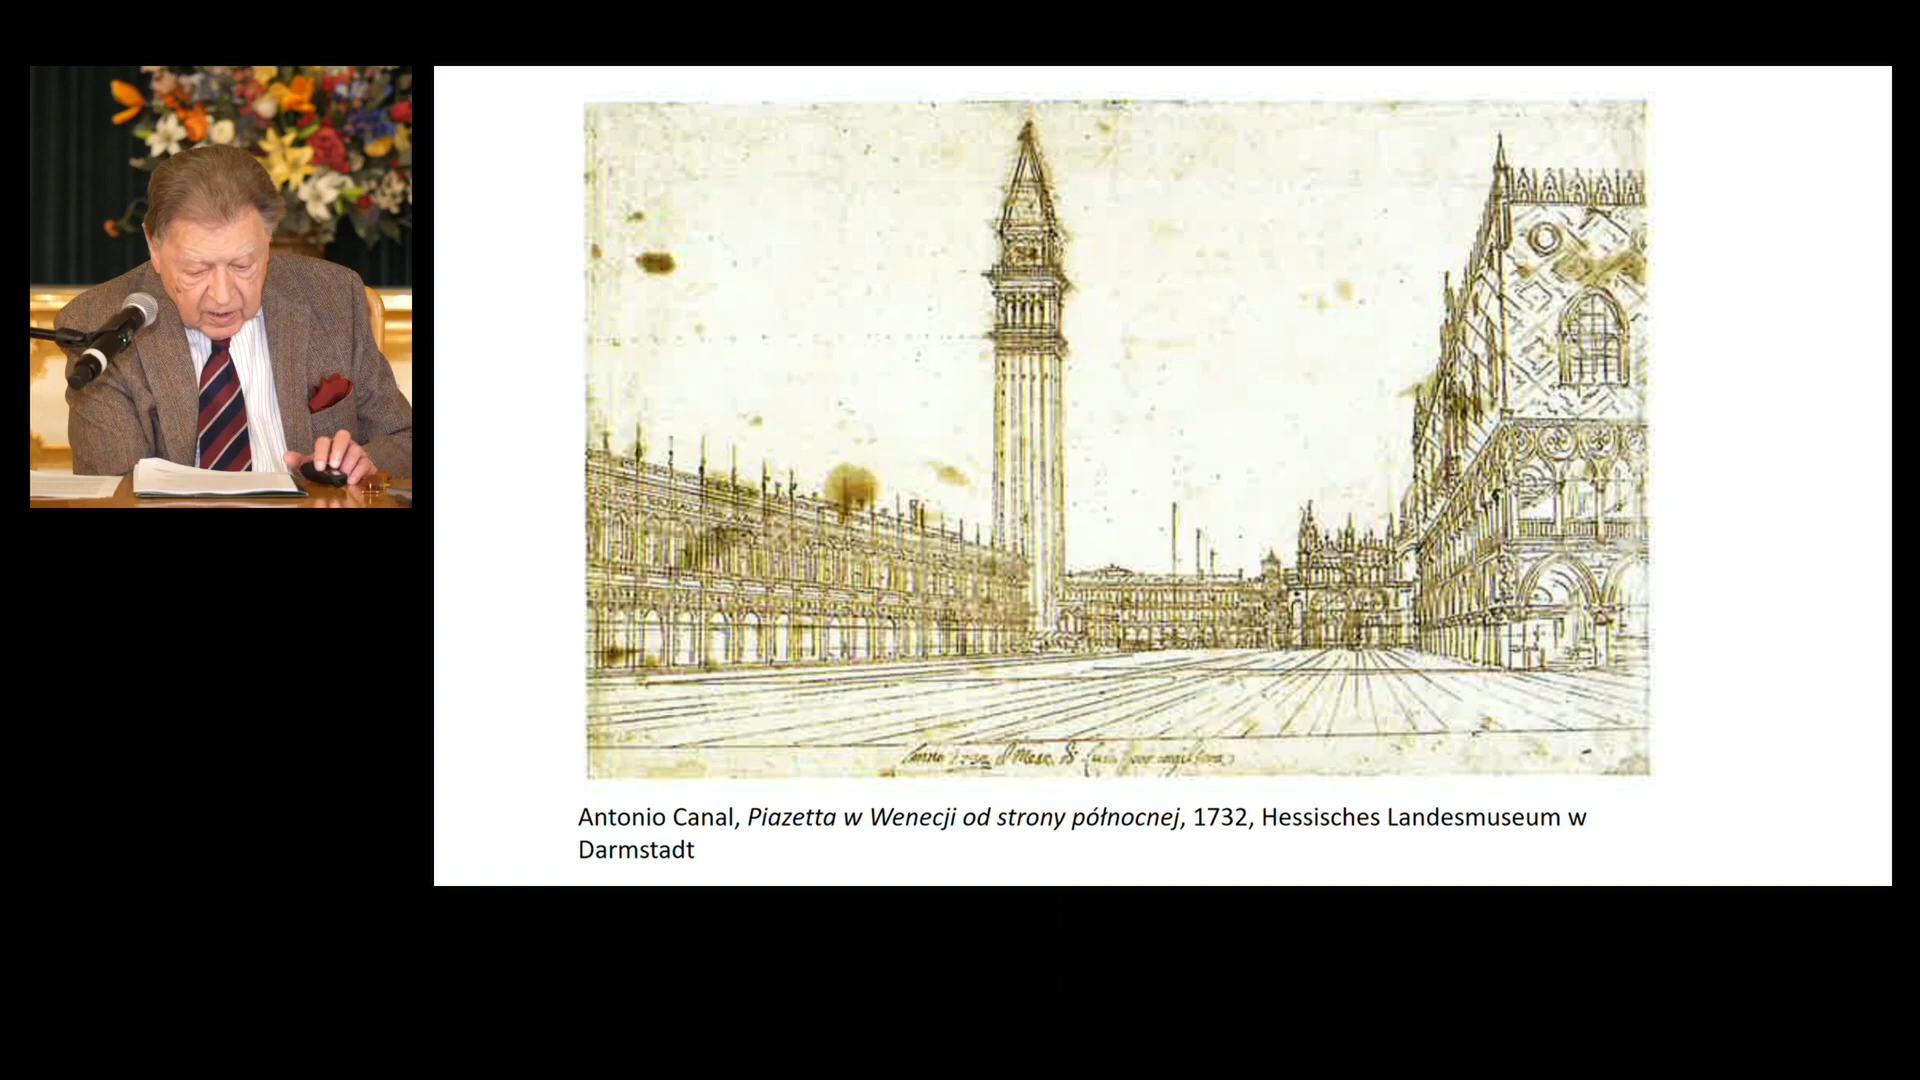 Antonio Canal, Piazetta w Wenecji od strony północnej, 1732, Hessisches Landesmuseum w
Darmstadt